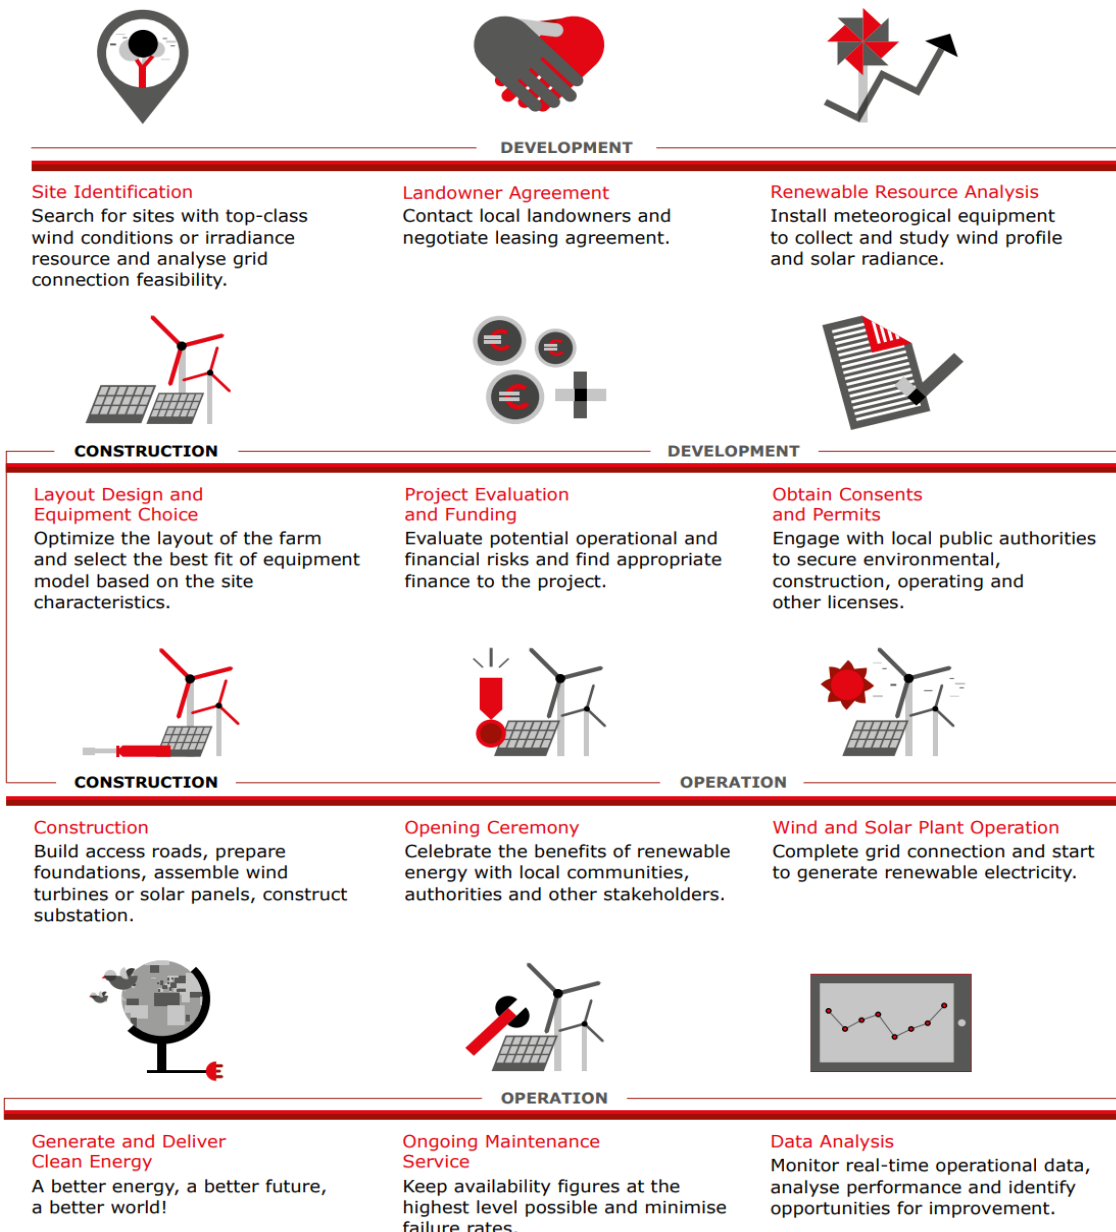 DEVELOPMENT
Site Identification
Search for sites with top-class
wind conditions or irradiance
resource and analyse grid
connection feasibility.
Landowner Agreement
Contact local landowners and
negotiate leasing agreement.
Renewable Resource Analysis
Install meteorogical equipment
to collect and study wind profile
and solar radiance.
CONSTRUCTION
DEVELOPMENT
Layout Design and
Equipment Choice
Optimize the layout of the farm
and select the best fit of equipment
model based on the site
characteristics.
Project Evaluation
and Funding
Evaluate potential operational and
financial risks and find appropriate
finance to the project.
Obtain Consents
and Permits
Engage with local public authorities
to secure environmental,
construction, operating and
other licenses.
CONSTRUCTION
OPERATION
Construction
Build access roads, prepare
foundations, assemble wind
turbines or solar panels, construct
substation.
Opening Ceremony
Celebrate the benefits of renewable
energy with local communities,
authorities and other stakeholders.
Wind and Solar Plant Operation
Complete grid connection and start
to generate renewable electricity.
OPERATION
Generate and Deliver
Clean Energy
A better energy, a better future,
a better world!
Ongoing Maintenance
Service
Keep availability figures at the
highest level possible and minimise
failure rates.
Data Analysis
Monitor real-time operational data,
analyse performance and identify
opportunities for improvement.